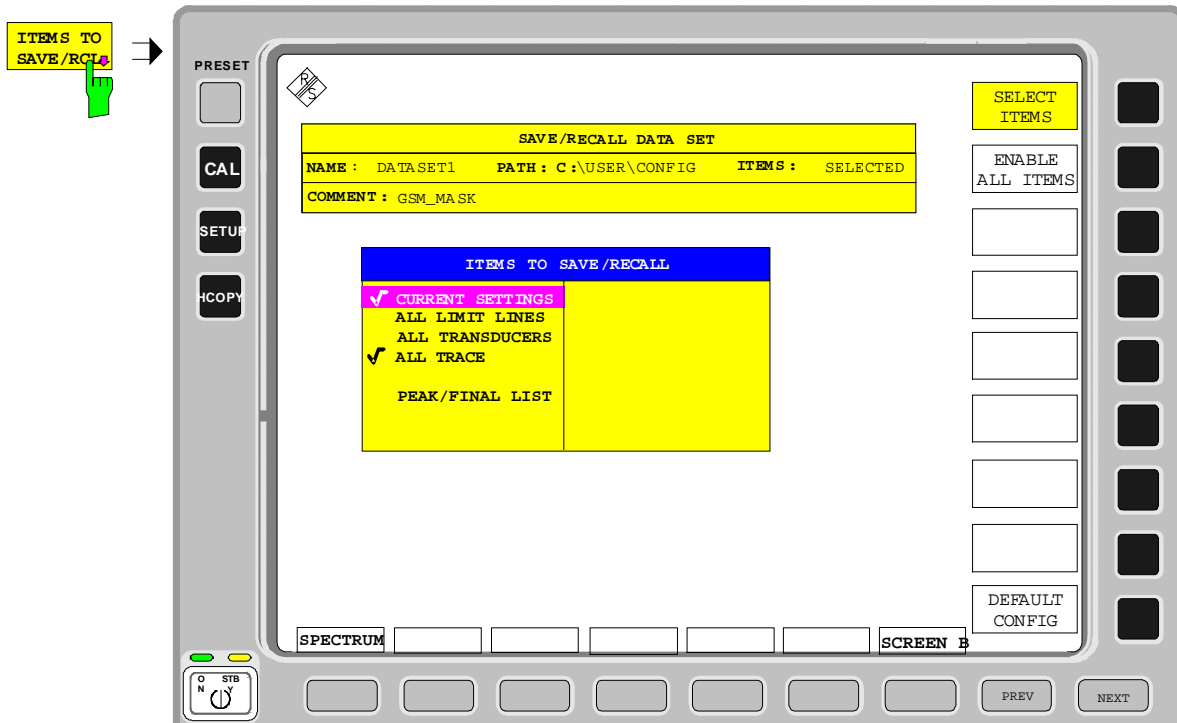 ITEMS TO
SAVE/RCL
PRESET
CAL
SETUP
HCOPY
R
S
SAVE/RECALL DATA SET
NAME : DATASET1 PATH : C :\USER\CONFIG ITEMS : SELECTED
COMMENT : GSM_MASK
ITEMS TO SAVE/RECALL
√ CURRENT SETTINGS
ALL LIMIT LINES
ALL TRANSDUCERS
√ ALL TRACE
PEAK/FINAL LIST
SELECT
ITEMS
ENABLE
ALL ITEMS
DEFAULT
CONFIG
SPECTRUM
SCREEN B
O
N
STB
Y
PREV
NEXT